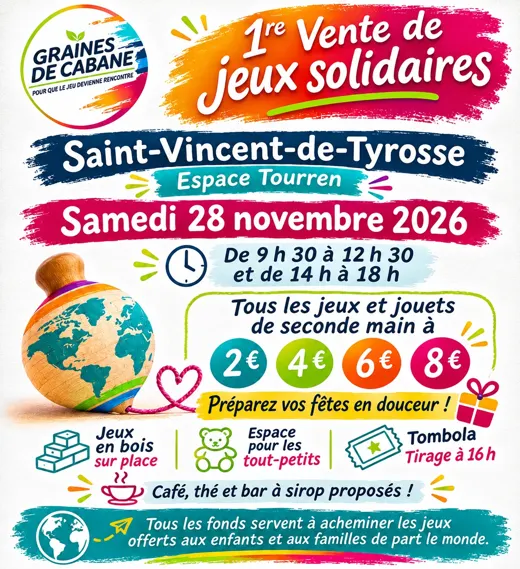 GRAINES
DE CABANE
POUR QUE LE JEU DEVIENNE RENCONTRE
1re Vente de
jeux solidaires
Saint-Vincent-de-Tyrosse
Espace Tourren
Samedi 28 novembre 2026
De 9 h 30 à 12 h 30
et de 14 h à 18 h
Tous les jeux et jouets
de seconde main à
2€ 4€ 6€ 8€
Préparez vos fêtes en douceur !
Jeux
en bois
sur place
Espace
pour les
tout-petits
Tombola
Tirage à 16 h
Café, thé et bar à sirop proposés !
Tous les fonds servent à acheminer les jeux
offerts aux enfants et aux familles de part le monde.